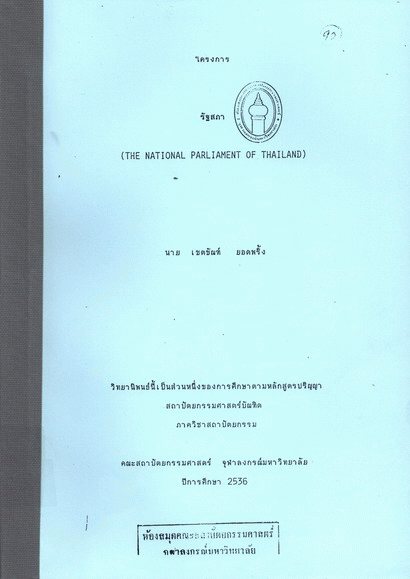 โครงการ
รัฐสภา
(THE NATIONAL PARLIAMENT OF THAILAND)
นาย เชตขัณฑ์ ยอดพริ้ง
วิทยานิพนธ์นี้เป็นส่วนหนึ่งของการศึกษาตามหลักสูตรปริญญา
สถาปัตยกรรมศาสตร์บัณฑิต
ภาควิชาสถาปัตยกรรม
คณะสถาปัตยกรรมศาสตร์ จุฬาลงกรณ์มหาวิทยาลัย
ปีการศึกษา 2536
ห้องสมุดคณะสถาปัตยกรรมศาสตร์
จุฬาลงกรณ์มหาวิทยาลัย